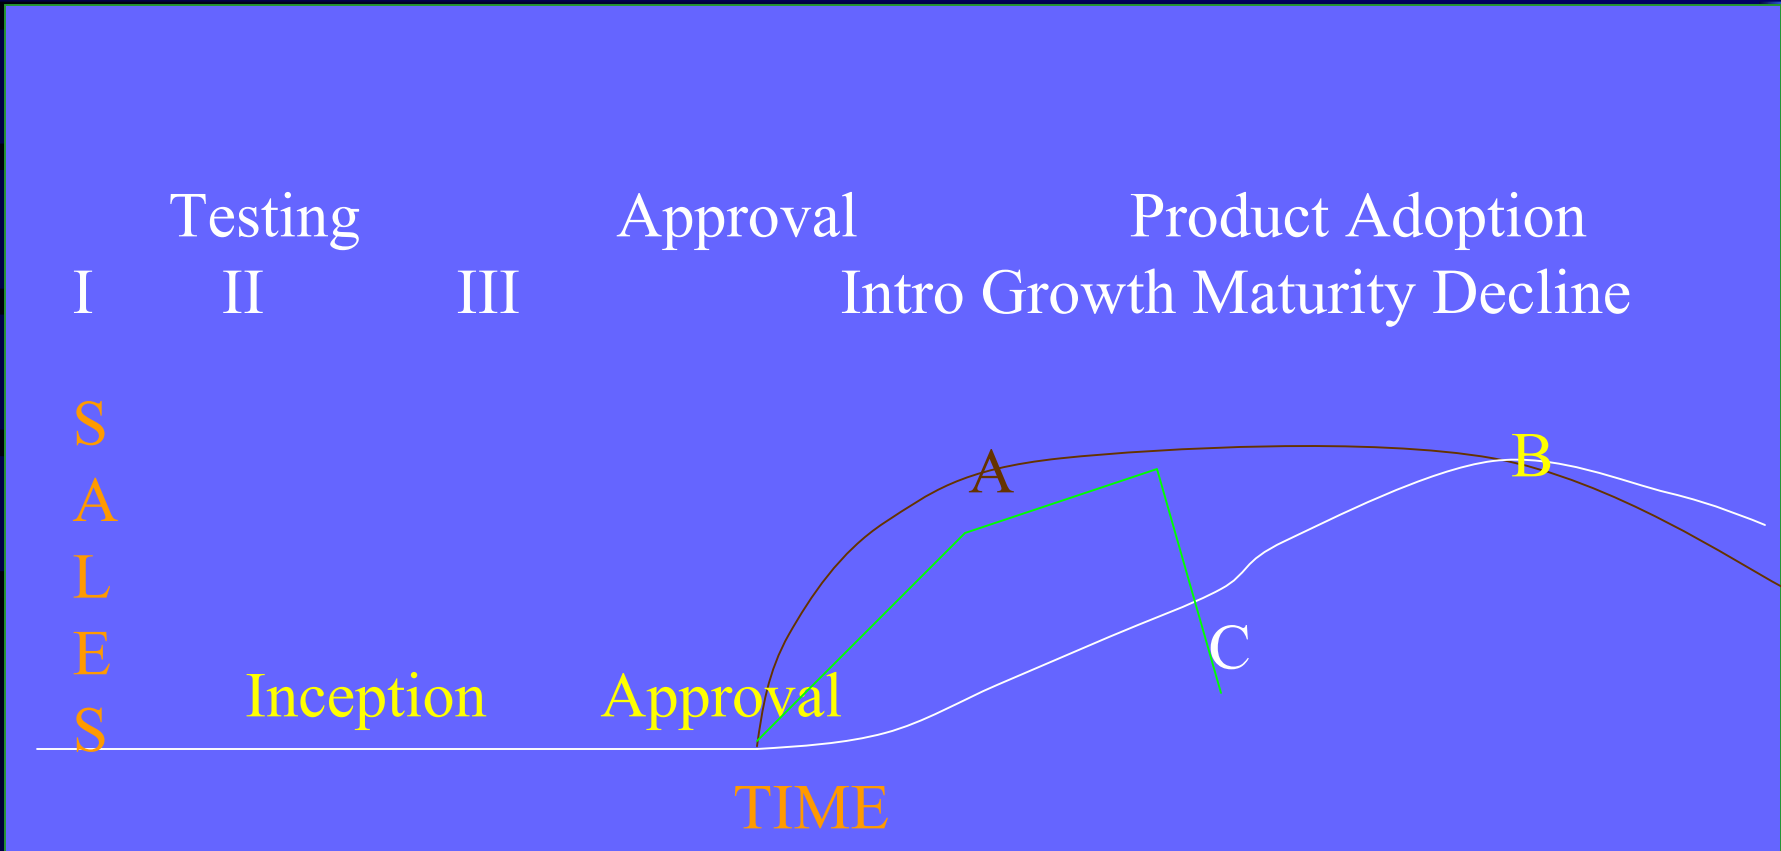 Testing Approval Product Adoption
I II III Intro Growth Maturity Decline
S
A
L
E
S
A
B
C
Inception Approval
TIME